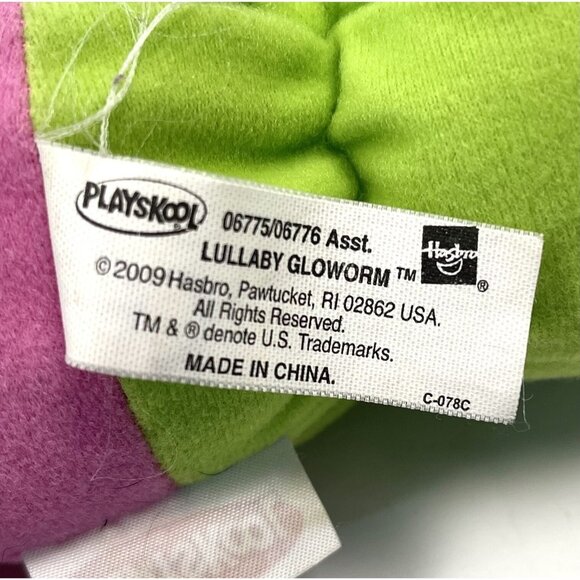 PLAYSKOOL®
06775/06776 Asst.
LULLABY GLOWORM™
Hasbro®
©2009 Hasbro, Pawtucket, RI 02862 USA.
All Rights Reserved.
TM & ® denote U.S. Trademarks.
MADE IN CHINA.
C-078C